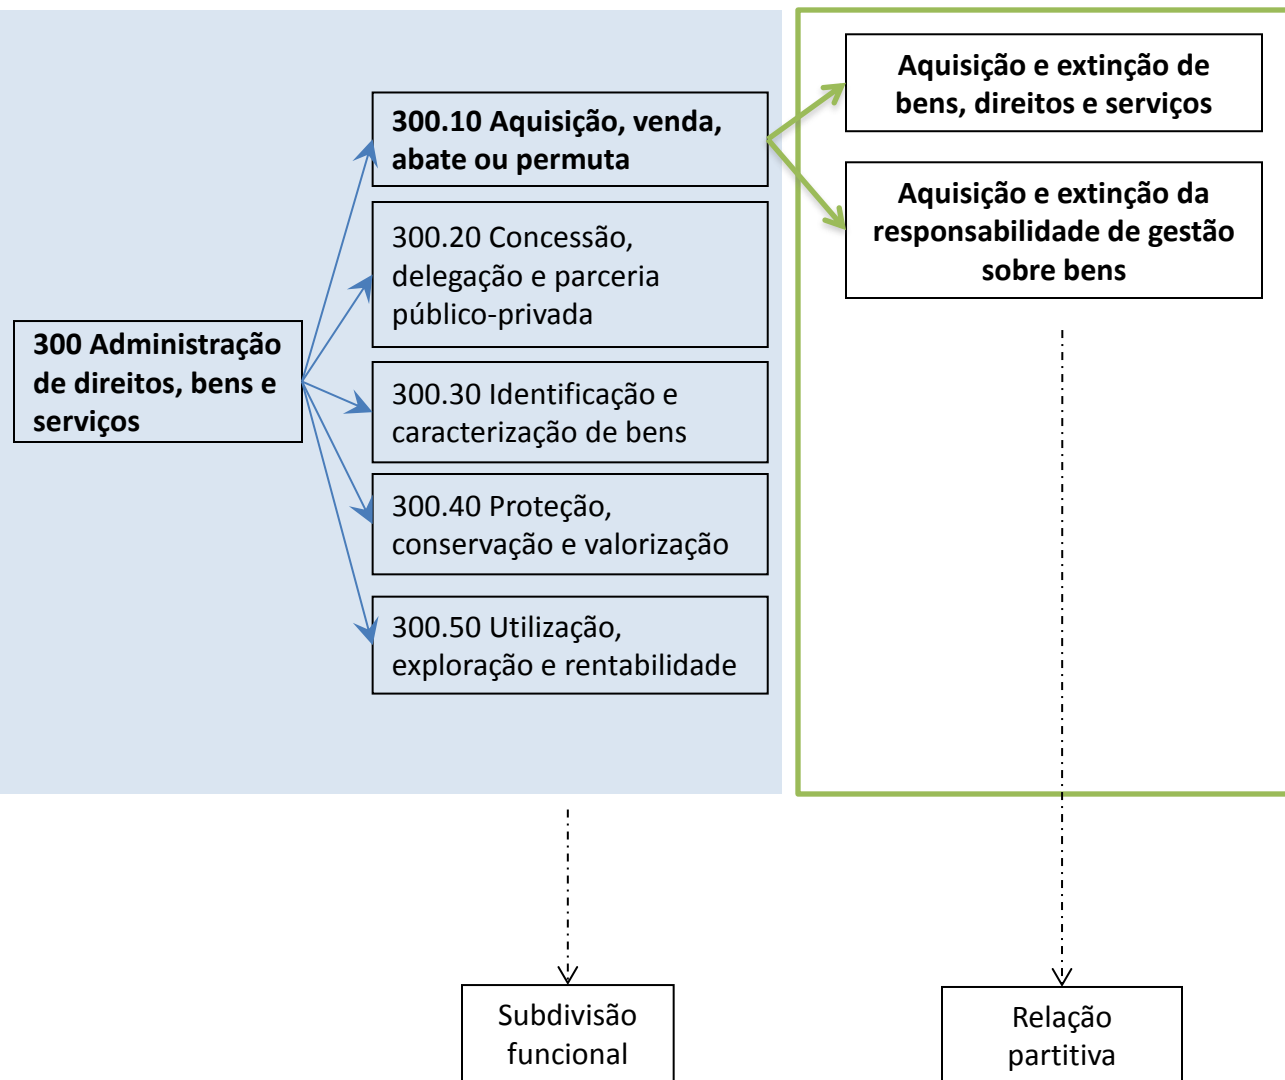 300 Administração
de direitos, bens e
serviços
300.10 Aquisição, venda,
abate ou permuta
300.20 Concessão,
delegação e parceria
público-privada
300.30 Identificação e
caracterização de bens
300.40 Proteção,
conservação e valorização
300.50 Utilização,
exploração e rentabilidade
Aquisição e extinção de
bens, direitos e serviços
Aquisição e extinção da
responsabilidade de gestão
sobre bens
Subdivisão
funcional
Relação
partitiva